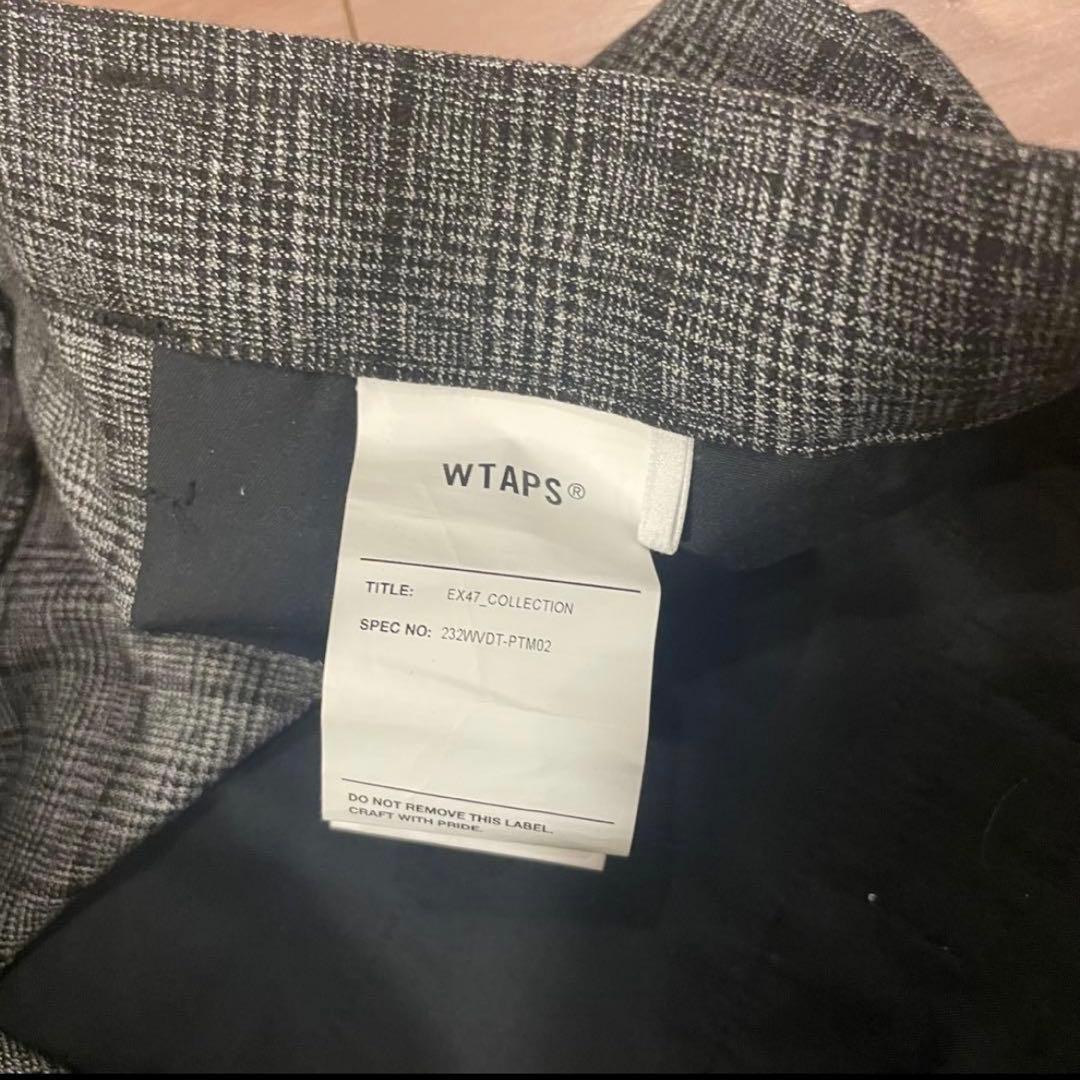 WTAPS®
TITLE: EX47_COLLECTION
SPEC NO: 232WVDT-PTM02
DO NOT REMOVE THIS LABEL.
CRAFT WITH PRIDE.